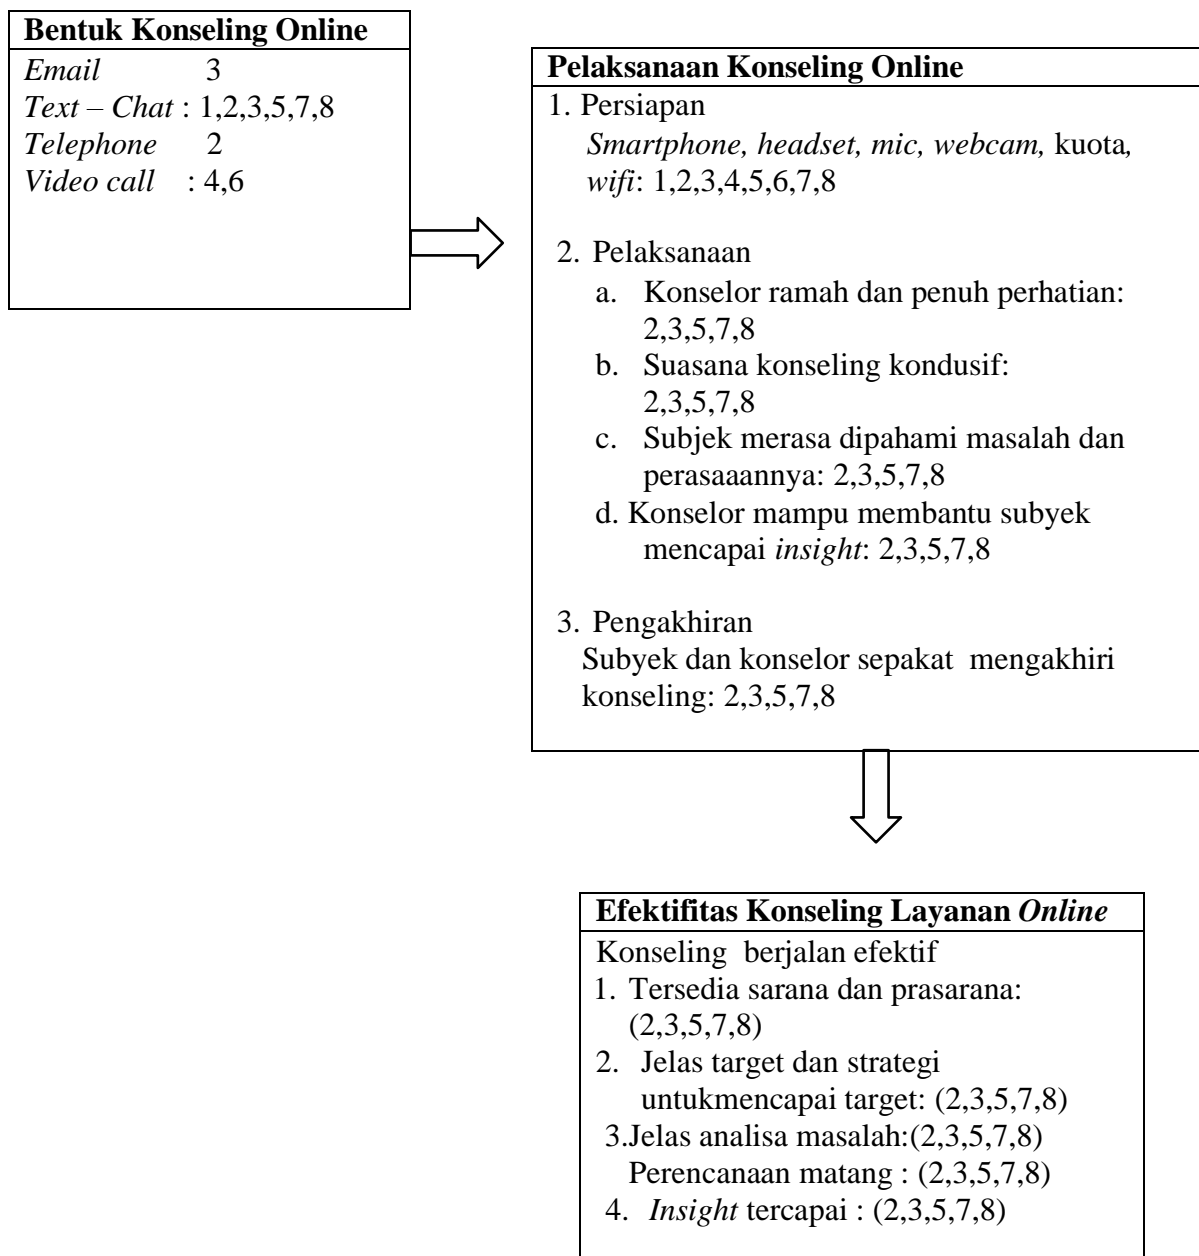 Bentuk Konseling Online
Email 3
Text – Chat : 1,2,3,5,7,8
Telephone 2
Video call : 4,6
Pelaksanaan Konseling Online
1. Persiapan
Smartphone, headset, mic, webcam, kuota,
wifi: 1,2,3,4,5,6,7,8
2. Pelaksanaan
a. Konselor ramah dan penuh perhatian:
2,3,5,7,8
b. Suasana konseling kondusif:
2,3,5,7,8
c. Subjek merasa dipahami masalah dan
perasaaannya: 2,3,5,7,8
d. Konselor mampu membantu subyek
mencapai insight: 2,3,5,7,8
3. Pengakhiran
Subyek dan konselor sepakat mengakhiri
konseling: 2,3,5,7,8
Efektifitas Konseling Layanan Online
Konseling berjalan efektif
1. Tersedia sarana dan prasarana:
(2,3,5,7,8)
2. Jelas target dan strategi
untukmencapai target: (2,3,5,7,8)
3.Jelas analisa masalah:(2,3,5,7,8)
Perencanaan matang : (2,3,5,7,8)
4. Insight tercapai : (2,3,5,7,8)